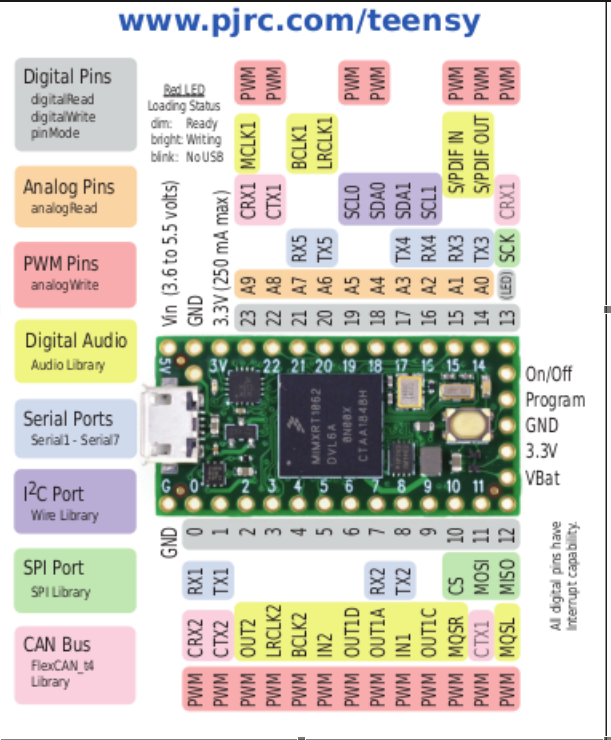 www.pjrc.com/teensy
Digital Pins
digitalRead
digitalWrite
pinMode
Analog Pins
analogRead
PWM Pins
analogWrite
Digital Audio
Audio Library
Serial Ports
Serial1 - Serial7
I²C Port
Wire Library
SPI Port
SPI Library
CAN Bus
FlexCAN_t4
Library
Red LED
Loading Status
dim: Ready
bright: Writing
blink: No USB
PWM PWM PWM PWM PWM PWM PWM
MCLK1 BCLK1 LRCLK1 S/PDIF IN S/PDIF OUT
CRX1 CTX1 SCL0 SDA0 SDA1 SCL1 CRX1
RX5 TX5 TX4 RX4 RX3 TX3 SCK
Vin (3.6 to 5.5 volts)
GND
3.3V (250 mA max)
A9 A8 A7 A6 A5 A4 A3 A2 A1 A0 (LED)
23 22 21 20 19 18 17 16 15 14 13
5V 3V 22 21 20 19 18 17 16 15 14
MIMXRT1062
DVL6A
0N00X
CTAA1848H
G 0 2 3 4 5 6 7 8 9 10 11
On/Off
Program
GND
3.3V
VBat
GND 0 1 2 3 4 5 6 7 8 9 10 11 12
RX1 TX1 RX2 TX2 CS MOSI MISO
CRX2 CTX2 OUT2 LRCLK2 BCLK2 IN2 OUT1D OUT1A IN1 OUT1C MQSR CTX1 MQSL
PWM PWM PWM PWM PWM PWM PWM PWM PWM PWM PWM PWM PWM
All digital pins have
Interrupt capability.